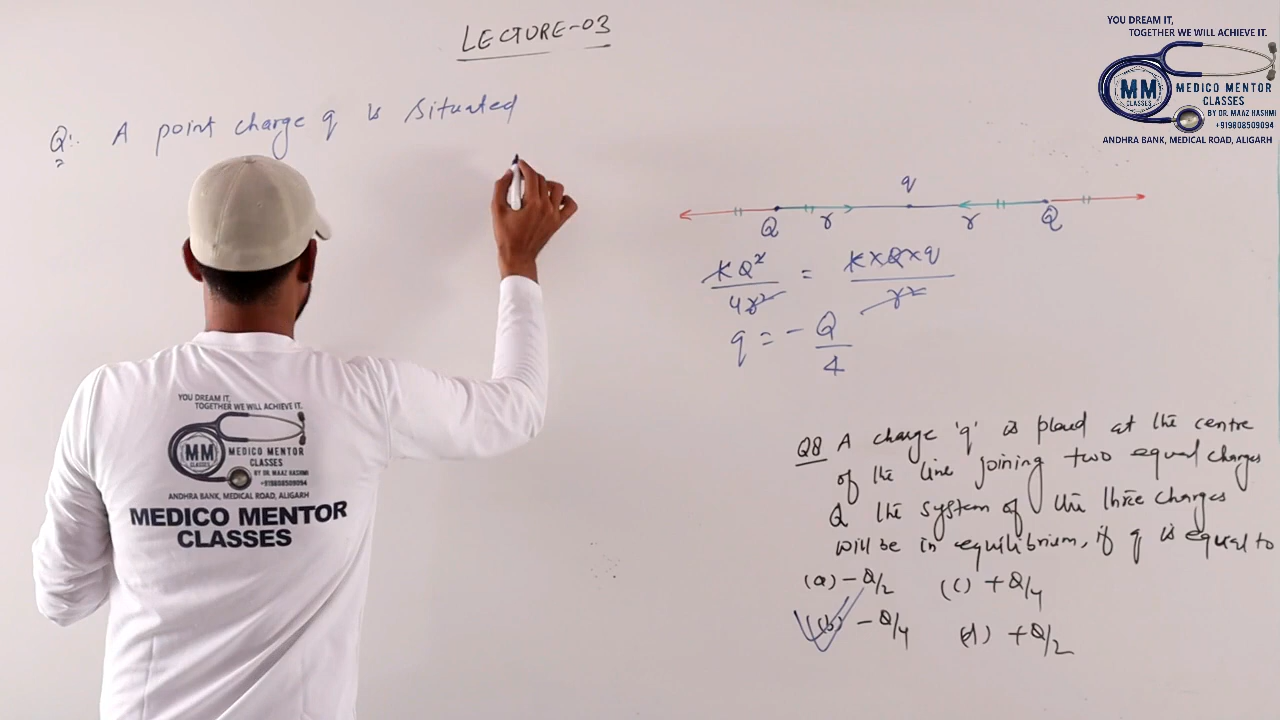 LECTURE-03
Q:. A point charge q is situated
q
Q r r Q
KQ² / 4r² = K×Q×q / r²
q = - Q / 4
Q8 A charge 'q' is placd at the centre
of the line joining two equal charges
Q the system of the three charges
will be in equilibrium, if q is equal to
(a) - Q/2 (c) + Q/4
(b) - Q/4 (d) + Q/2
YOU DREAM IT,
TOGETHER WE WILL ACHIEVE IT.
MM
CLASSES
MEDICO MENTOR
CLASSES
BY DR. MAAZ HASHMI
+919808509094
ANDHRA BANK, MEDICAL ROAD, ALIGARH
YOU DREAM IT,
TOGETHER WE WILL ACHIEVE IT.
MM
CLASSES
MEDICO MENTOR
CLASSES
BY DR. MAAZ HASHMI
+919808509094
ANDHRA BANK, MEDICAL ROAD, ALIGARH
MEDICO MENTOR
CLASSES